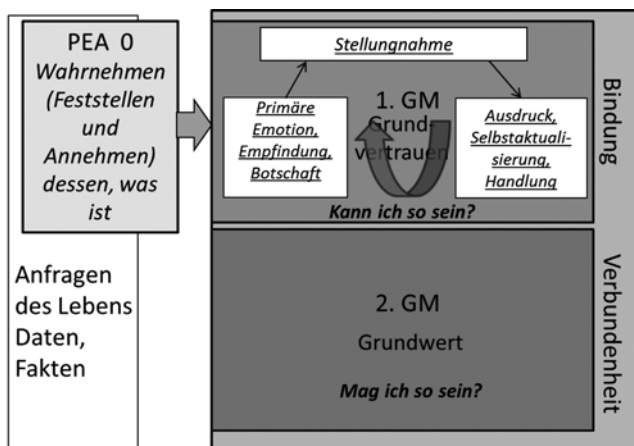 PEA 0
Wahrnehmen
(Feststellen
und
Annehmen)
dessen, was
ist
Anfragen
des Lebens
Daten,
Fakten
Stellungnahme
Primäre
Emotion,
Empfindung,
Botschaft
1. GM
Grund-
vertrauen
Ausdruck,
Selbstaktuali-
sierung,
Handlung
Kann ich so sein?
Bindung
2. GM
Grundwert
Mag ich so sein?
Verbundenheit